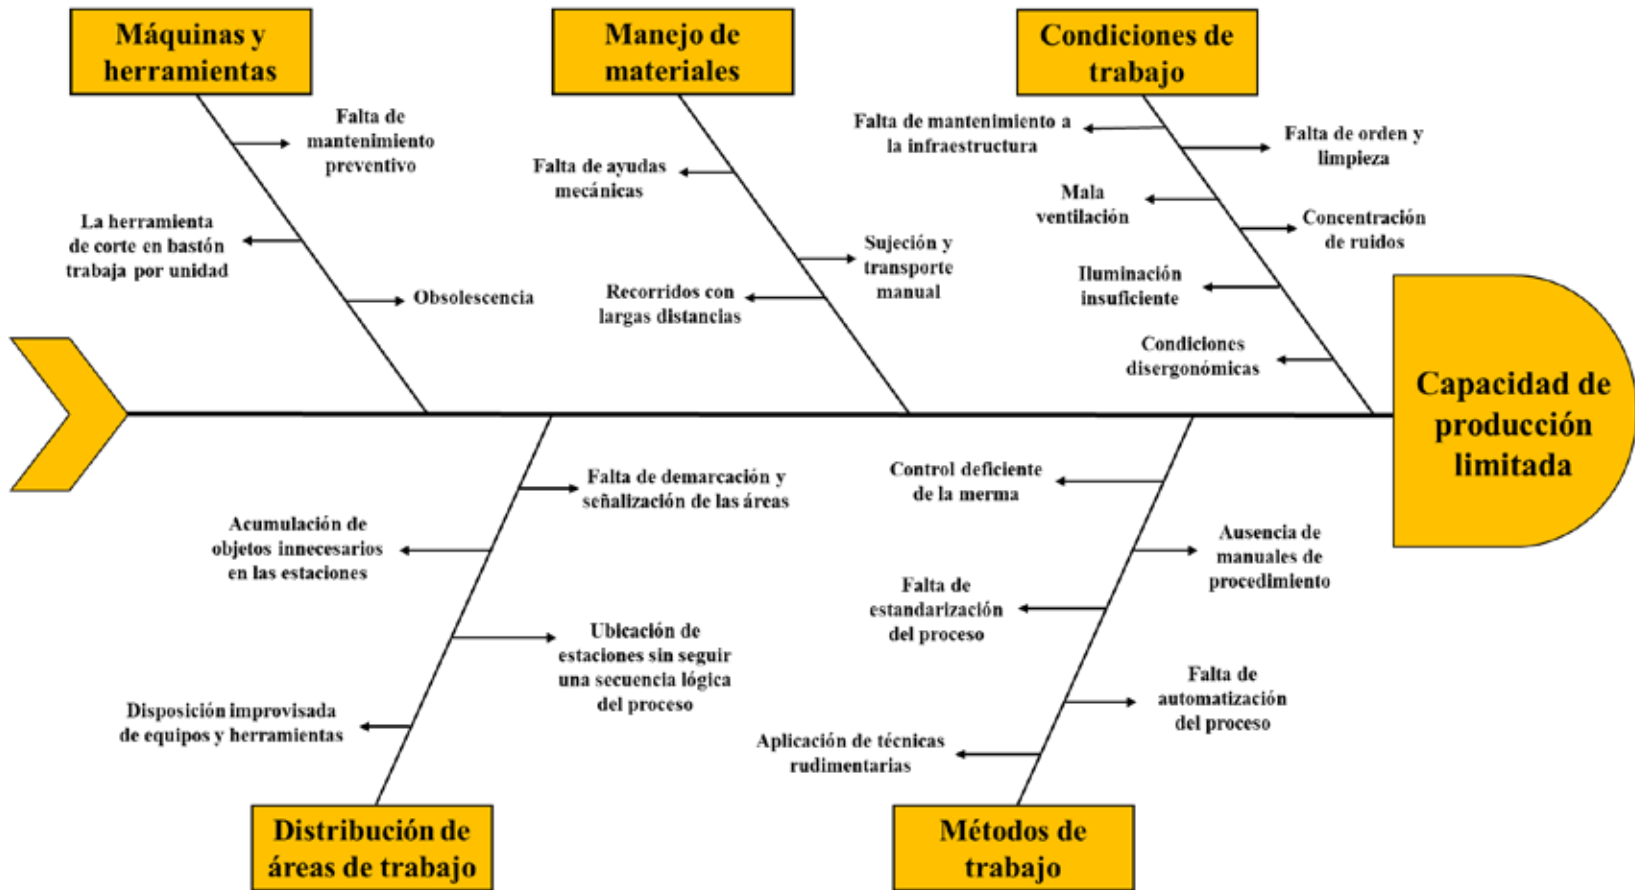 Máquinas y
herramientas
Falta de
mantenimiento
preventivo
La herramienta
de corte en bastón
trabaja por unidad
Obsolescencia
Manejo de
materiales
Falta de ayudas
mecánicas
Sujeción y
transporte
manual
Recorridos con
largas distancias
Condiciones de
trabajo
Falta de mantenimiento a
la infraestructura
Falta de orden y
limpieza
Mala
ventilación
Concentración
de ruidos
Iluminación
insuficiente
Condiciones
disergonómicas
Capacidad de
producción
limitada
Falta de demarcación y
señalización de las áreas
Acumulación de
objetos innecesarios
en las estaciones
Ubicación de
estaciones sin seguir
una secuencia lógica
del proceso
Disposición improvisada
de equipos y herramientas
Distribución de
áreas de trabajo
Control deficiente
de la merma
Ausencia de
manuales de
procedimiento
Falta de
estandarización
del proceso
Falta de
automatización
del proceso
Aplicación de técnicas
rudimentarias
Métodos de
trabajo